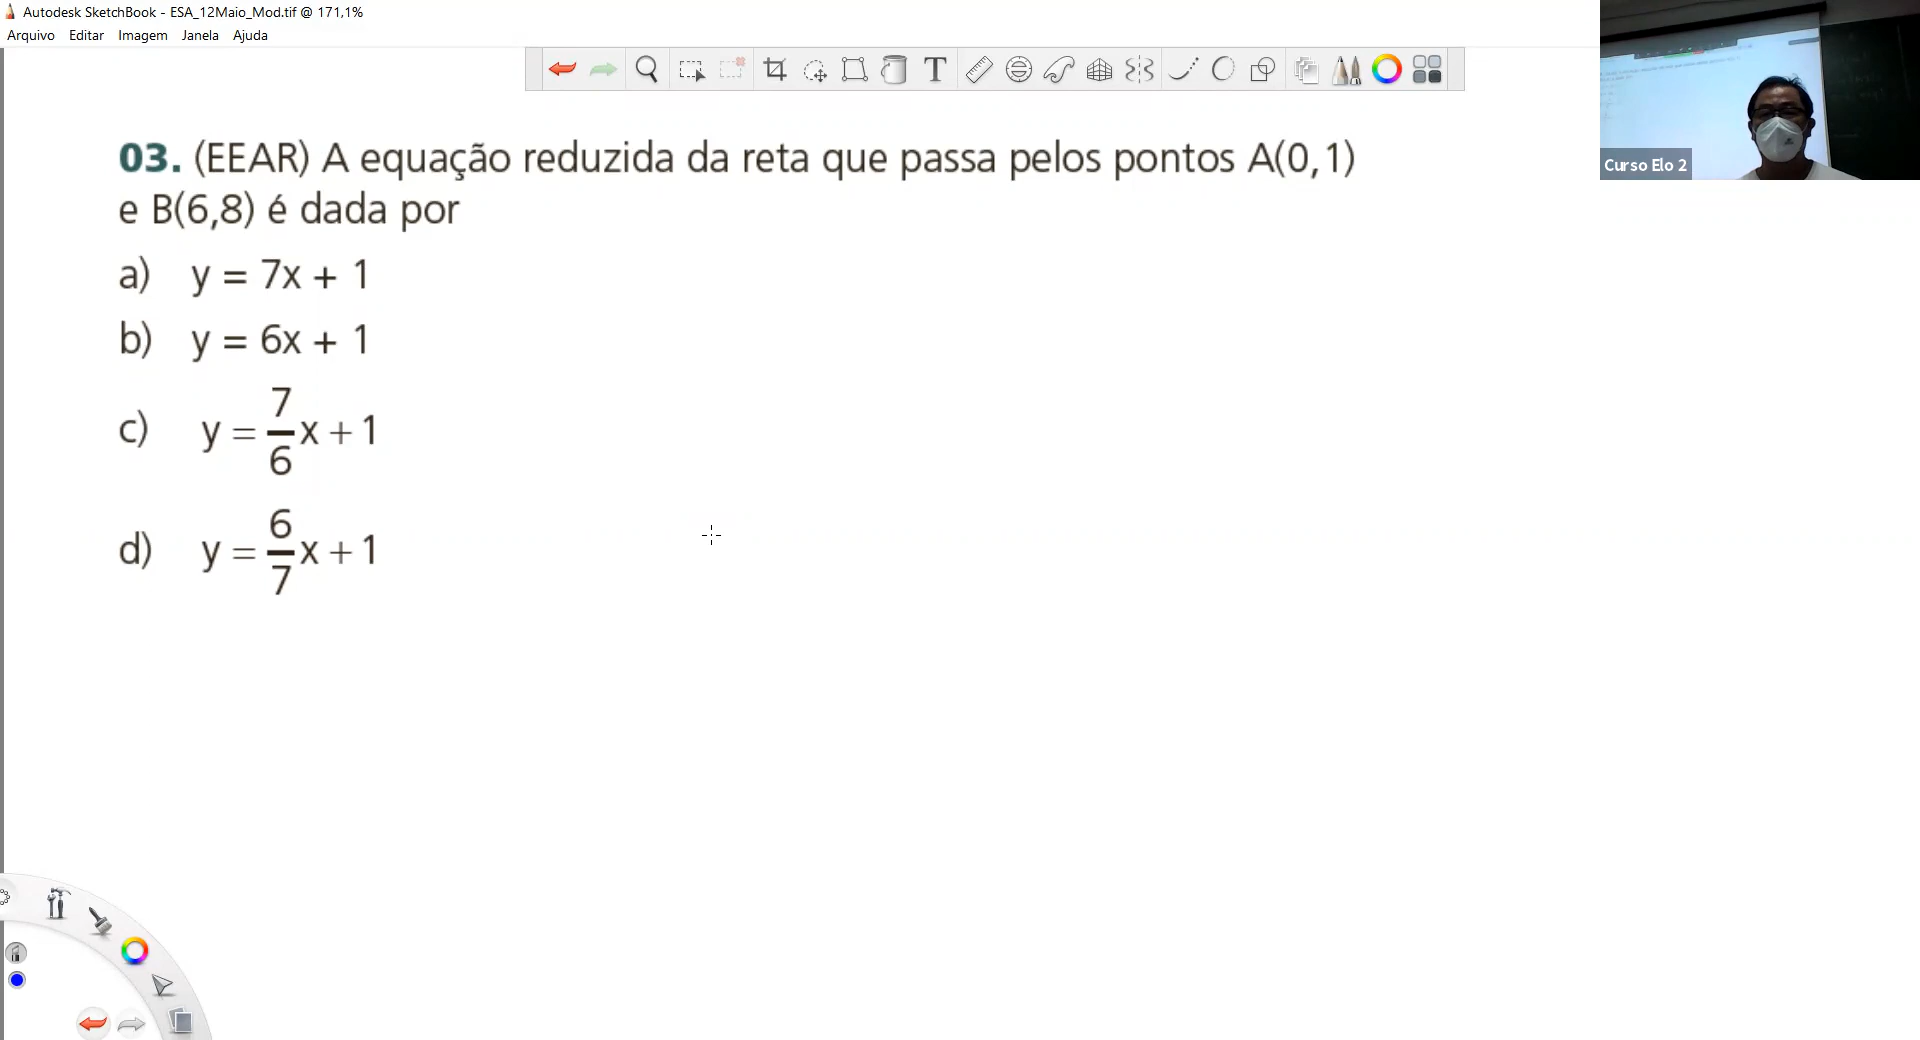 Autodesk SketchBook - ESA_12Maio_Mod.tif @ 171,1%
Arquivo Editar Imagem Janela Ajuda
T
Curso Elo 2
03. (EEAR) A equação reduzida da reta que passa pelos pontos A(0,1)
e B(6,8) é dada por
a) y = 7x + 1
b) y = 6x + 1
c) y = 7/6 x + 1
d) y = 6/7 x + 1